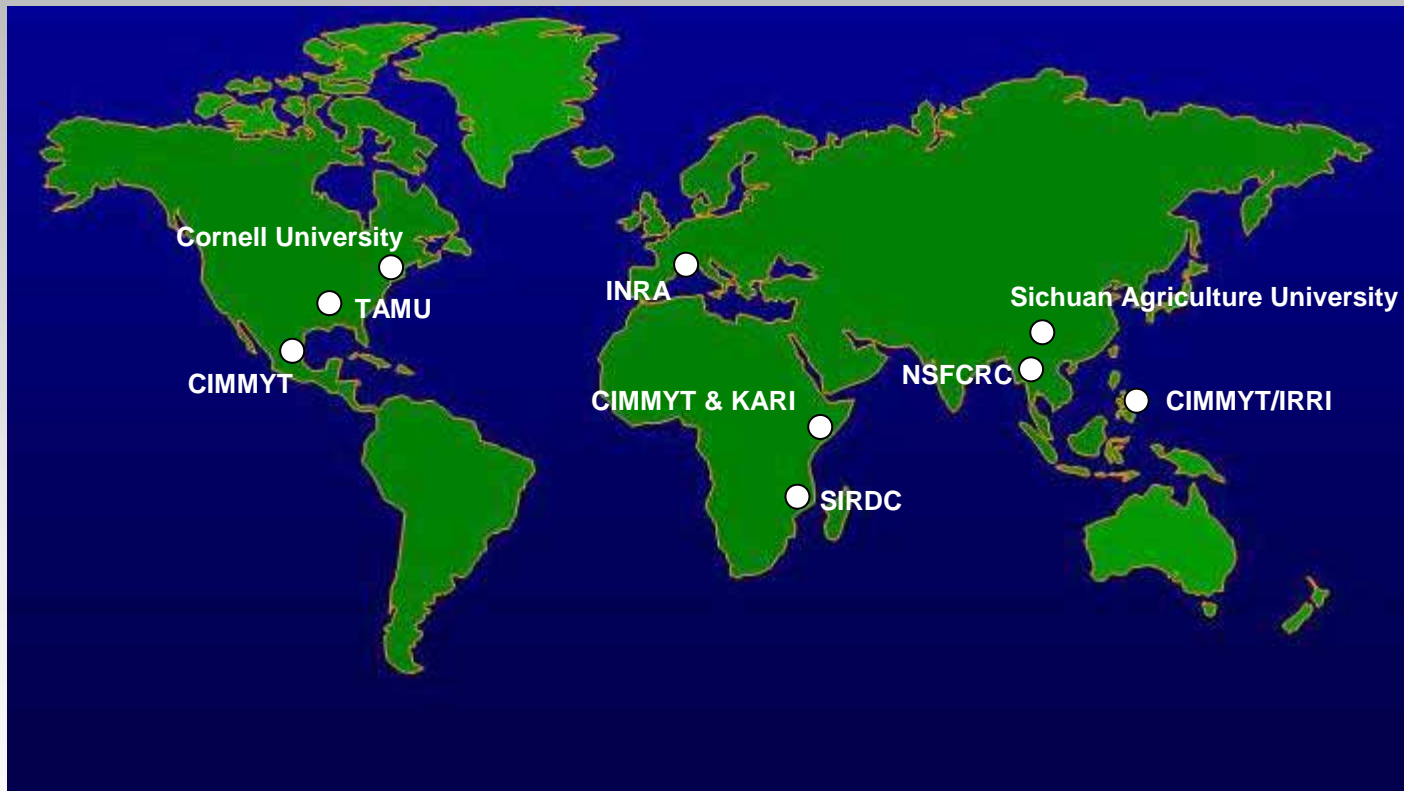 Cornell University
TAMU
CIMMYT
INRA
Sichuan Agriculture University
NSFCRC
CIMMYT & KARI
CIMMYT/IRRI
SIRDC